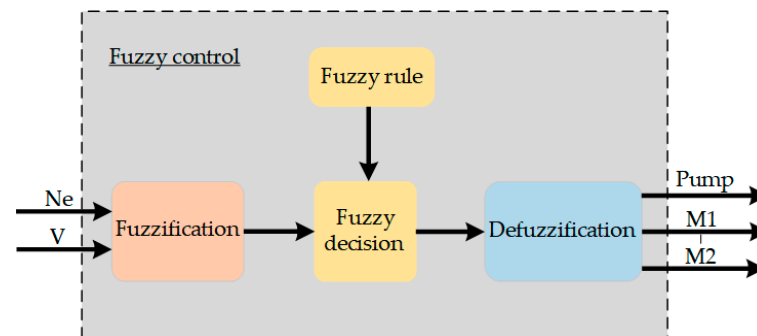 Fuzzy control
Fuzzy rule
Ne
V
Fuzzification
Fuzzy
decision
Defuzzification
Pump
M1
M2